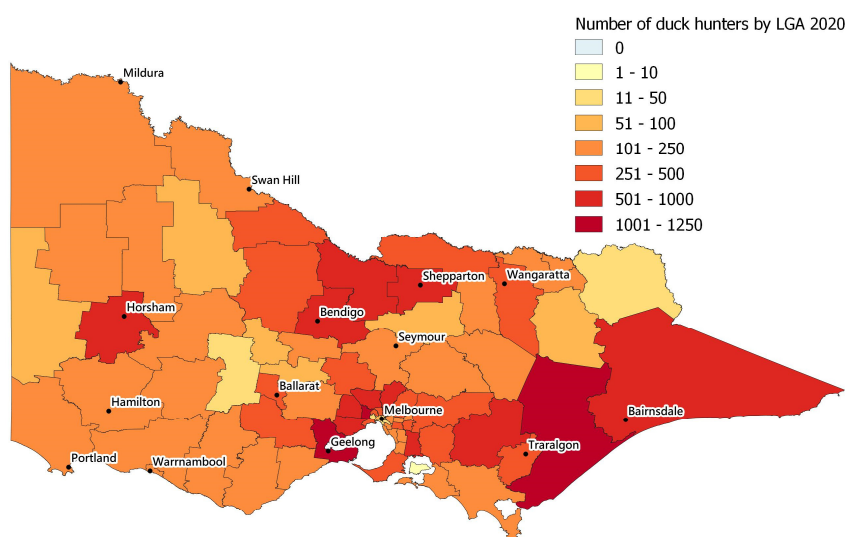 Number of duck hunters by LGA 2020
0
1 - 10
11 - 50
51 - 100
101 - 250
251 - 500
501 - 1000
1001 - 1250
Mildura
Swan Hill
Shepparton
Wangaratta
Horsham
Bendigo
Seymour
Ballarat
Hamilton
Melbourne
Bairnsdale
Geelong
Traralgon
Portland
Warrnambool